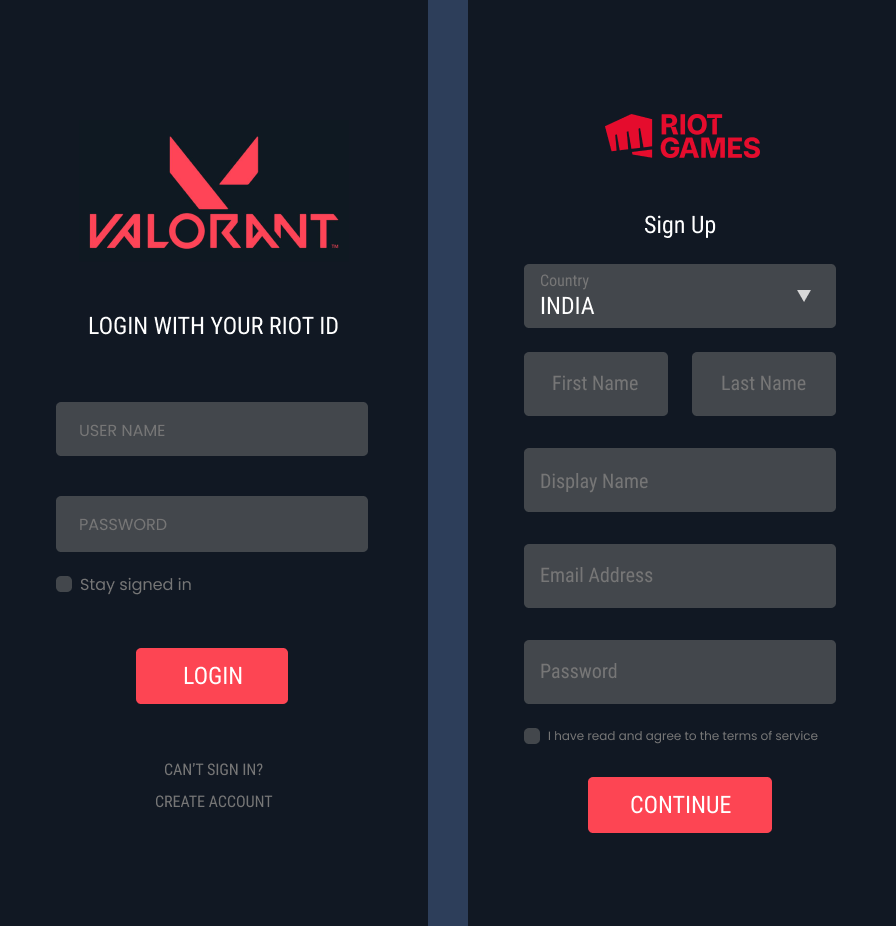 VALORANT™
LOGIN WITH YOUR RIOT ID
USER NAME
PASSWORD
Stay signed in
LOGIN
CAN'T SIGN IN?
CREATE ACCOUNT
RIOT
GAMES
Sign Up
Country
INDIA
First Name
Last Name
Display Name
Email Address
Password
I have read and agree to the terms of service
CONTINUE